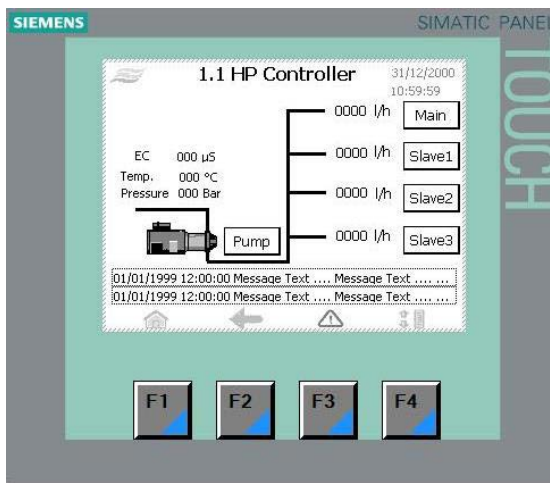 SIEMENS
SIMATIC PANEL
TOUCH
1.1 HP Controller
31/12/2000
10:59:59
0000 l/h Main
EC 000 µS
0000 l/h Slave1
Temp. 000 °C
Pressure 000 Bar
0000 l/h Slave2
Pump
0000 l/h Slave3
01/01/1999 12:00:00 Message Text .... Message Text .... ...
01/01/1999 12:00:00 Message Text .... Message Text .... ...
F1 F2 F3 F4